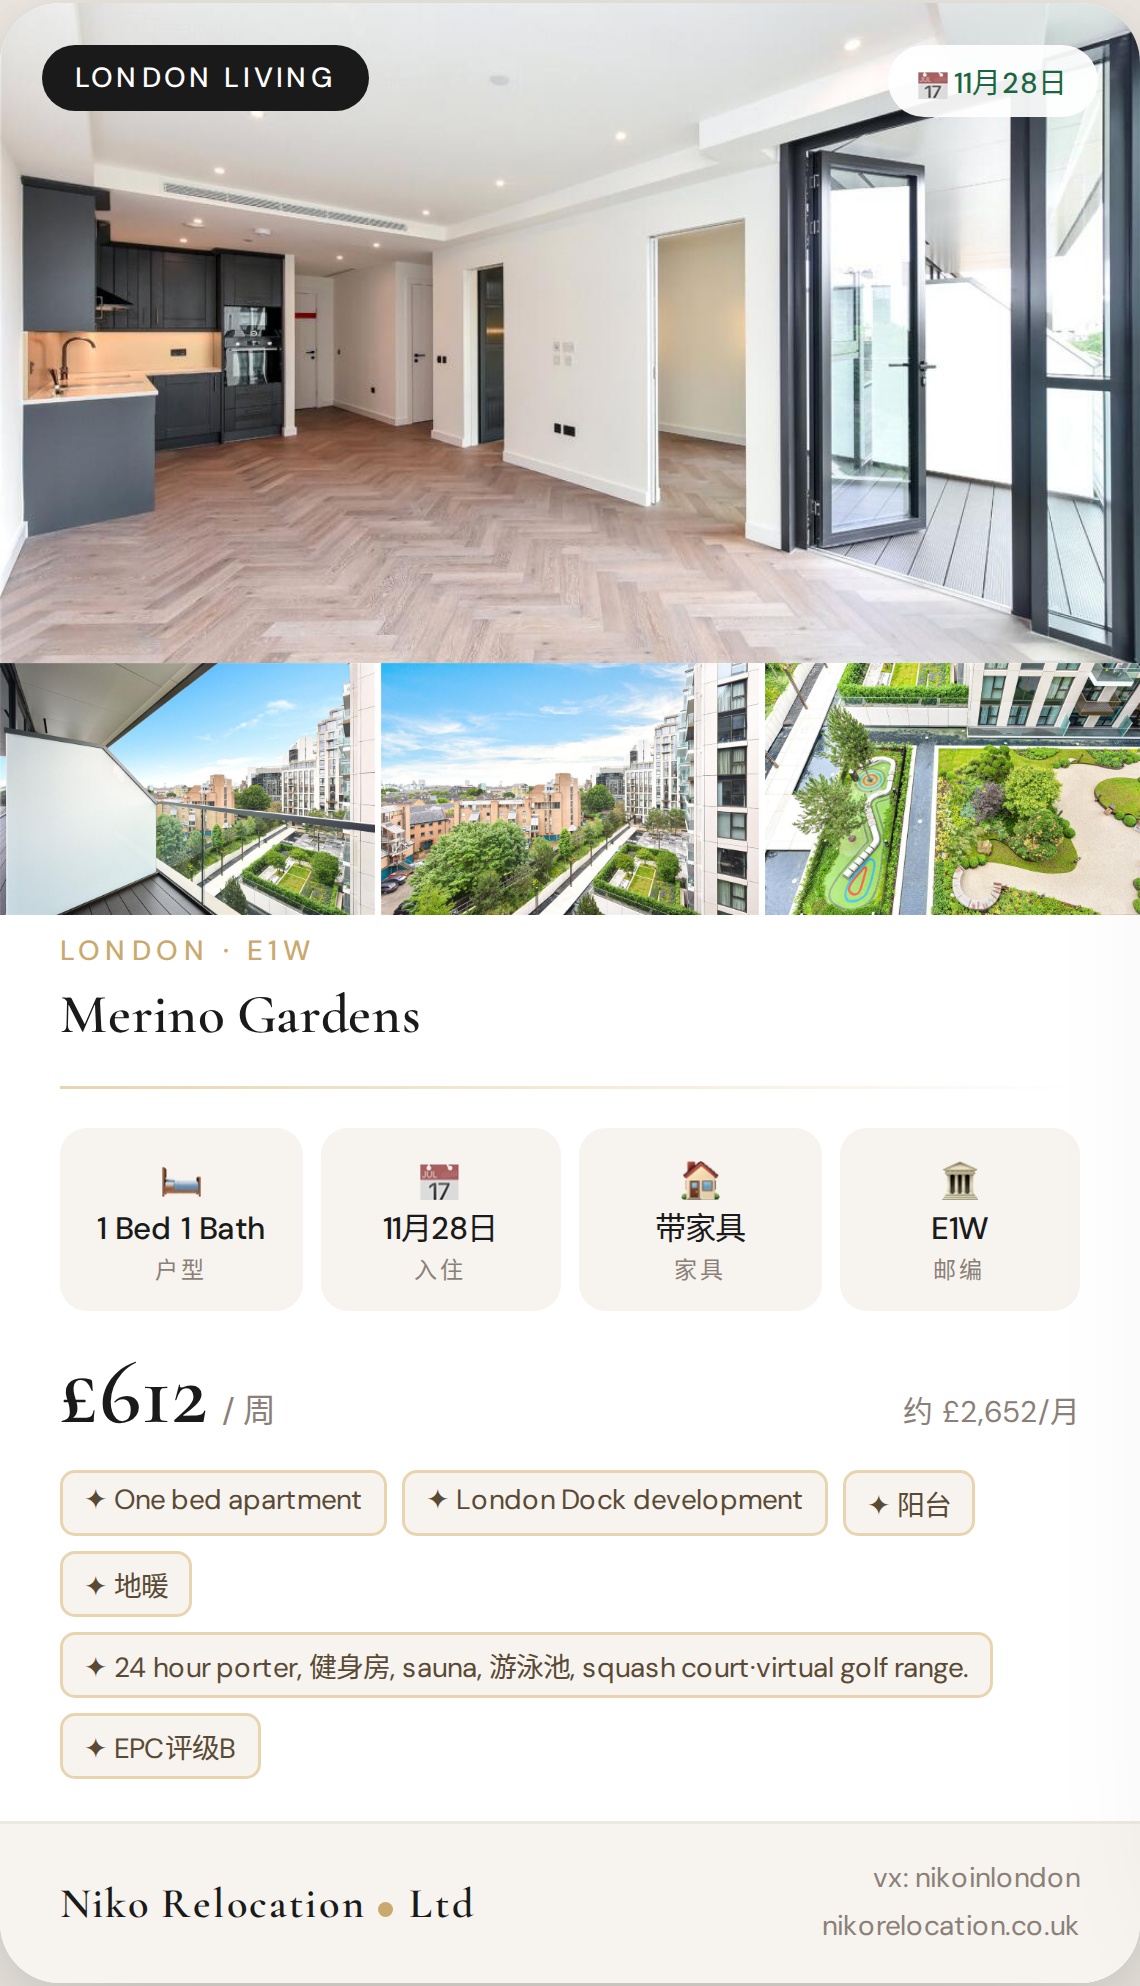 LONDON LIVING
11月28日
LONDON · E1W
Merino Gardens
1 Bed 1 Bath
户型
11月28日
入住
带家具
家具
E1W
邮编
£612 / 周
约 £2,652/月
✦ One bed apartment
✦ London Dock development
✦ 阳台
✦ 地暖
✦ 24 hour porter, 健身房, sauna, 游泳池, squash court·virtual golf range.
✦ EPC评级B
Niko Relocation Ltd
vx: nikoinlondon
nikorelocation.co.uk